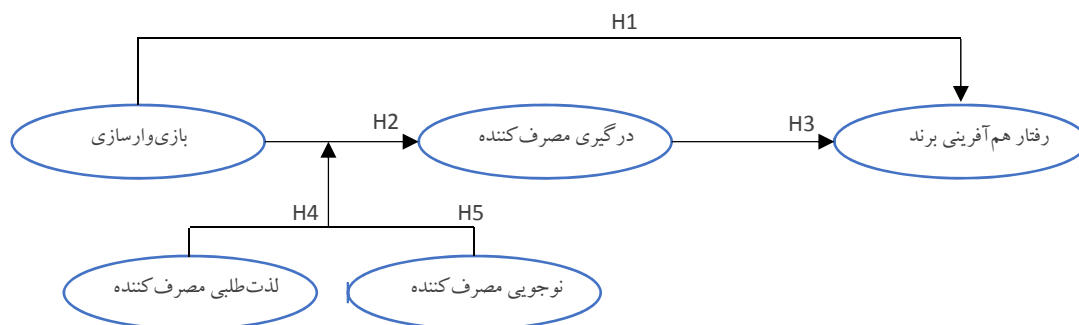 H1
بازی‌وارسازی
H2
درگیری مصرف‌کننده
H3
رفتار هم‌آفرینی برند
H4
H5
لذت‌طلبی مصرف‌کننده
نوجویی مصرف‌کننده